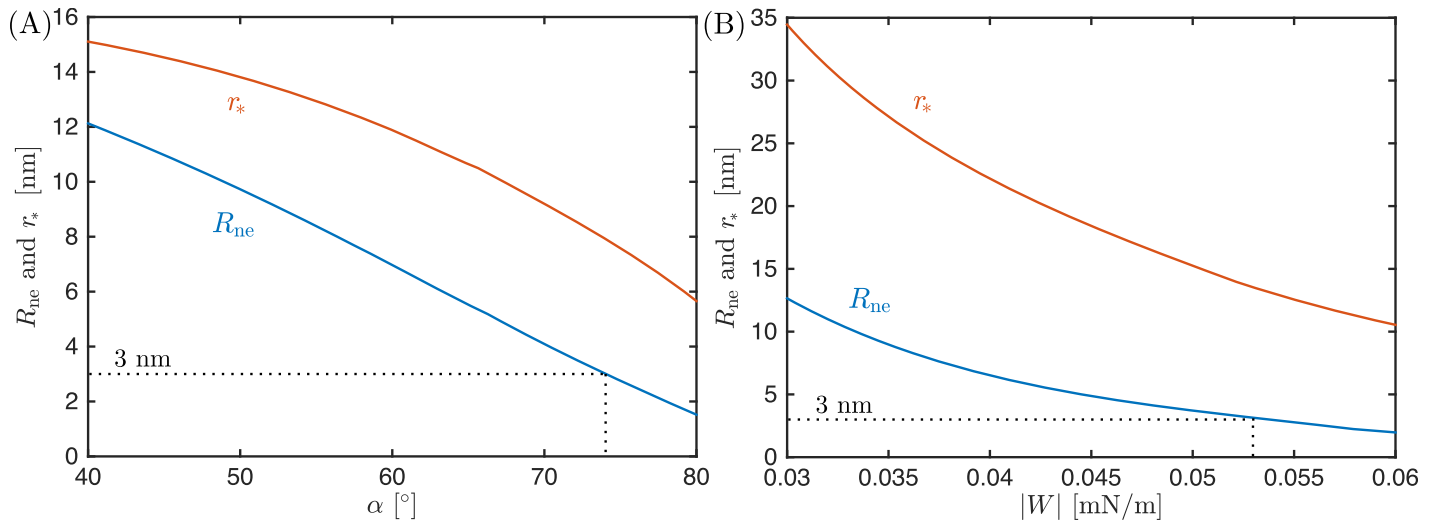 (A)
R_ne and r_* [nm]
16
14
12
10
8
6
4
2
0
r_*
R_ne
3 nm
40 50 60 70 80
α [°]
(B)
R_ne and r_* [nm]
35
30
25
20
15
10
5
0
r_*
R_ne
3 nm
0.03 0.035 0.04 0.045 0.05 0.055 0.06
|W| [mN/m]